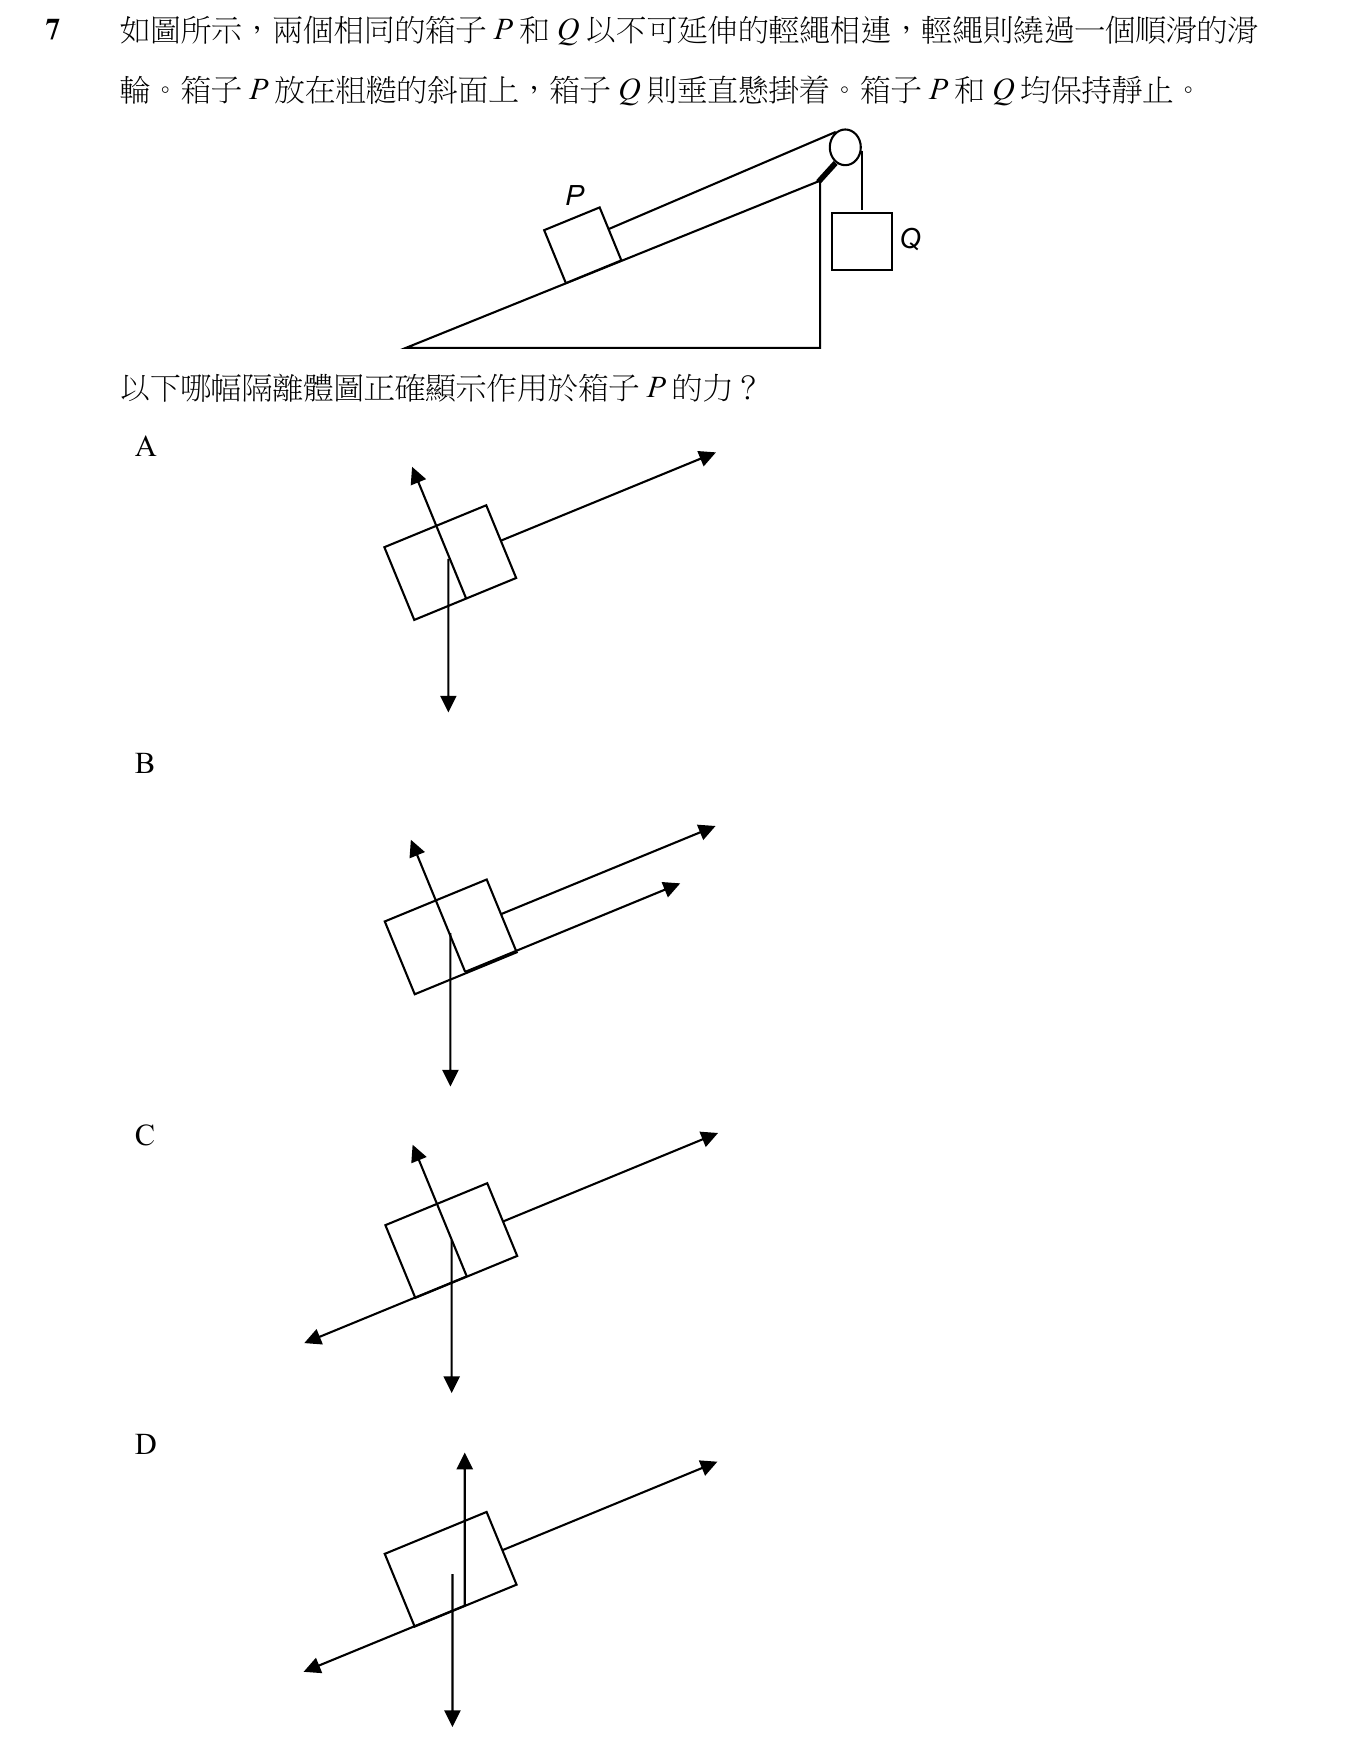 7 如圖所示，兩個相同的箱子 P 和 Q 以不可延伸的輕繩相連，輕繩則繞過一個順滑的滑
輪。箱子 P 放在粗糙的斜面上，箱子 Q 則垂直懸掛着。箱子 P 和 Q 均保持靜止。
P
Q
以下哪幅隔離體圖正確顯示作用於箱子 P 的力？
A
B
C
D